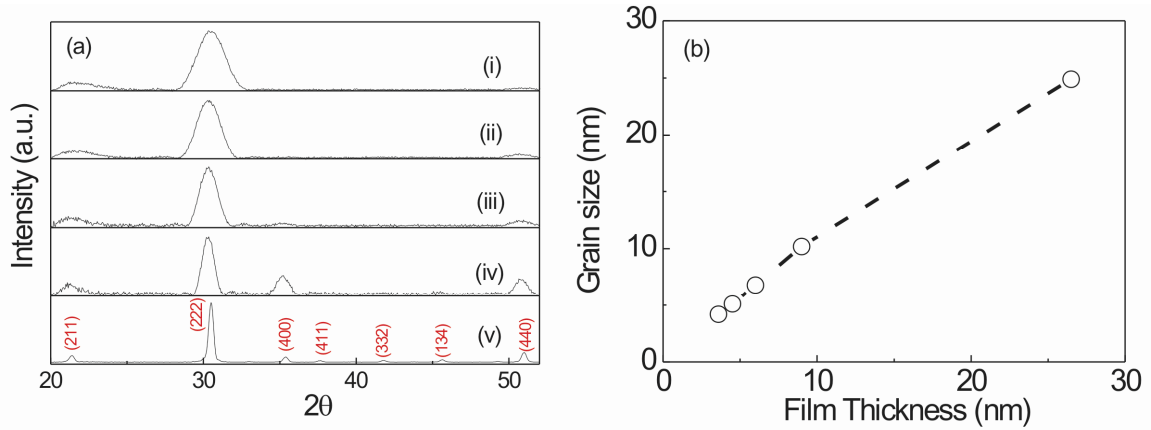 (a)
(i)
(ii)
(iii)
(iv)
(v)
Intensity (a.u.)
(211)
(222)
(400)
(411)
(332)
(134)
(440)
20
30
40
50
2θ
(b)
30
20
10
0
Grain size (nm)
0
10
20
30
Film Thickness (nm)